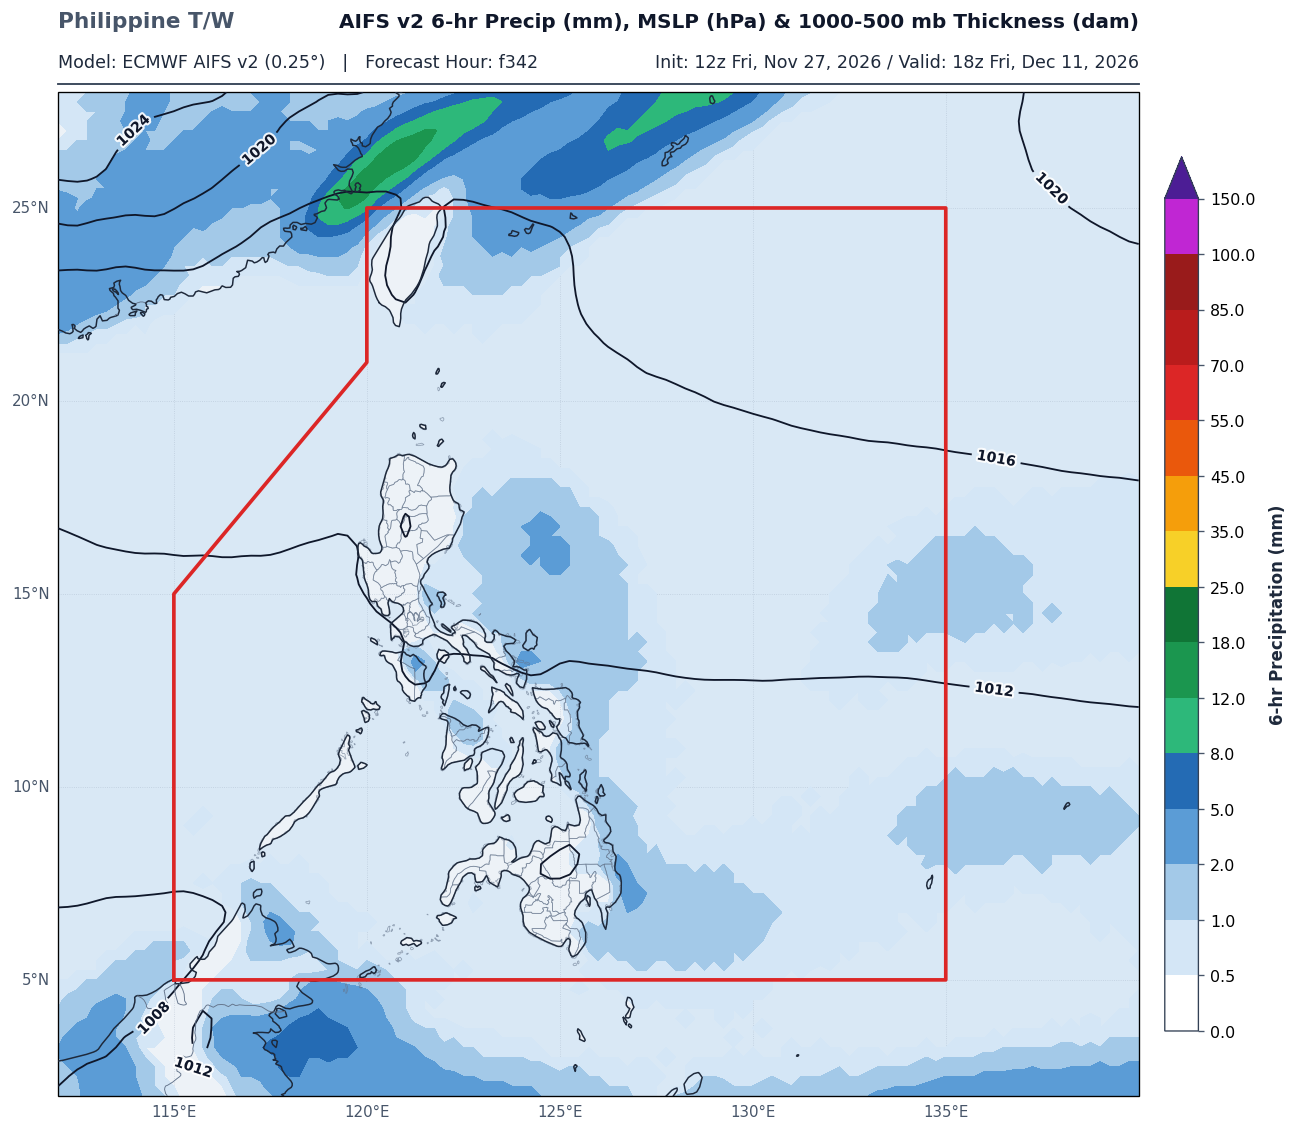 Philippine T/W
AIFS v2 6-hr Precip (mm), MSLP (hPa) & 1000-500 mb Thickness (dam)
Model: ECMWF AIFS v2 (0.25°) | Forecast Hour: f342
Init: 12z Fri, Nov 27, 2026 / Valid: 18z Fri, Dec 11, 2026
1024
1020
1020
1016
1012
1008
1012
25°N
20°N
15°N
10°N
5°N
115°E
120°E
125°E
130°E
135°E
150.0
100.0
85.0
70.0
55.0
45.0
35.0
25.0
18.0
12.0
8.0
5.0
2.0
1.0
0.5
0.0
6-hr Precipitation (mm)